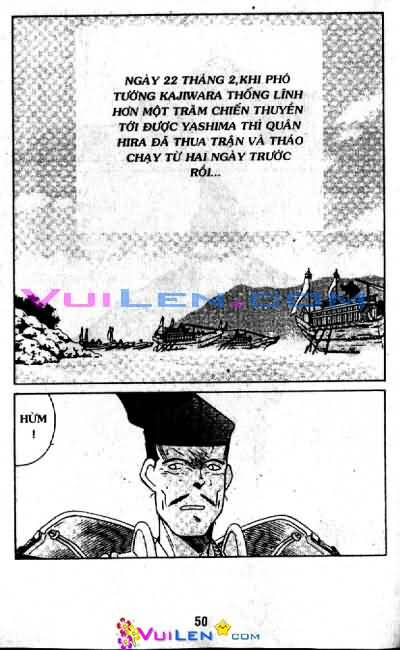 NGÀY 22 THÁNG 2,KHI PHÓ
TƯỚNG KAJIWARA THỐNG LĨNH
HƠN MỘT TRĂM CHIẾN THUYỀN
TỚI ĐƯỢC YASHIMA THÌ QUÂN
HIRA ĐÃ THUA TRẬN VÀ THÁO
CHẠY TỪ HAI NGÀY TRƯỚC
RỒI...
VUILEN.COM
HỪM
!
50
VUILEN COM